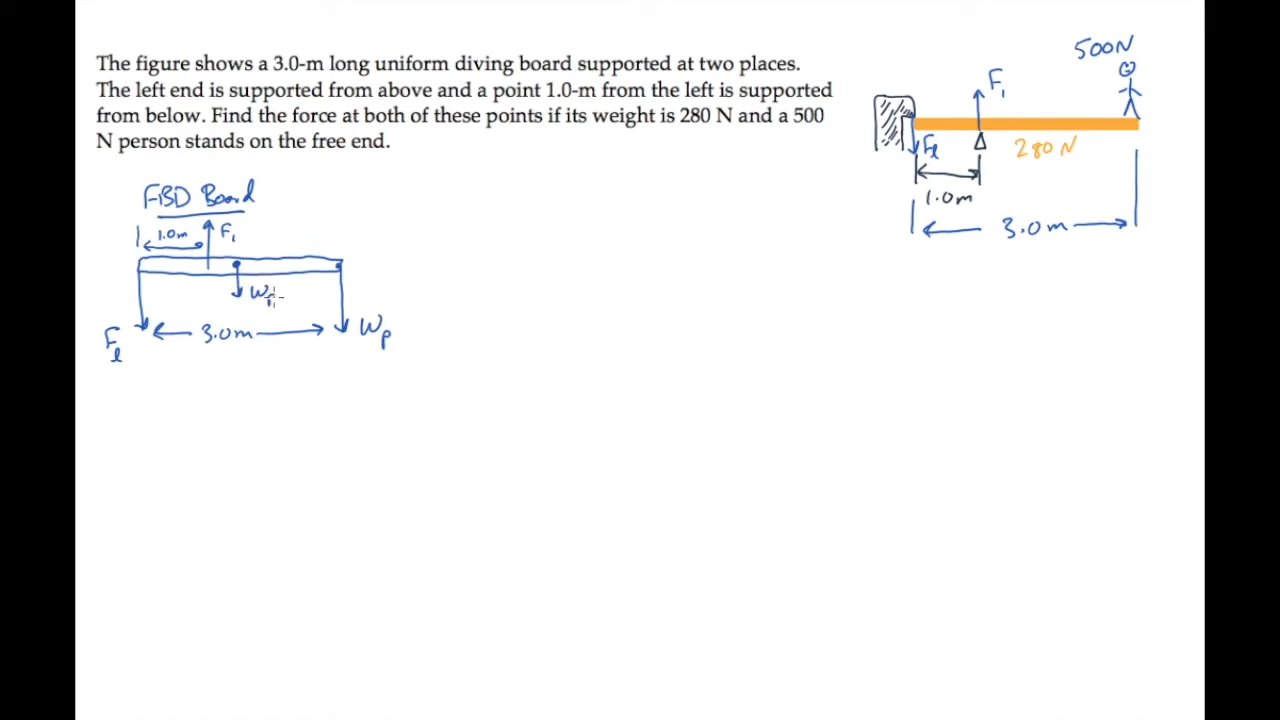 The figure shows a 3.0-m long uniform diving board supported at two places.
The left end is supported from above and a point 1.0-m from the left is supported
from below. Find the force at both of these points if its weight is 280 N and a 500
N person stands on the free end.
500N
F₁
Fℓ
280 N
1.0m
3.0m
FBD Board
1.0m
F₁
W
Fℓ
3.0m
Wp